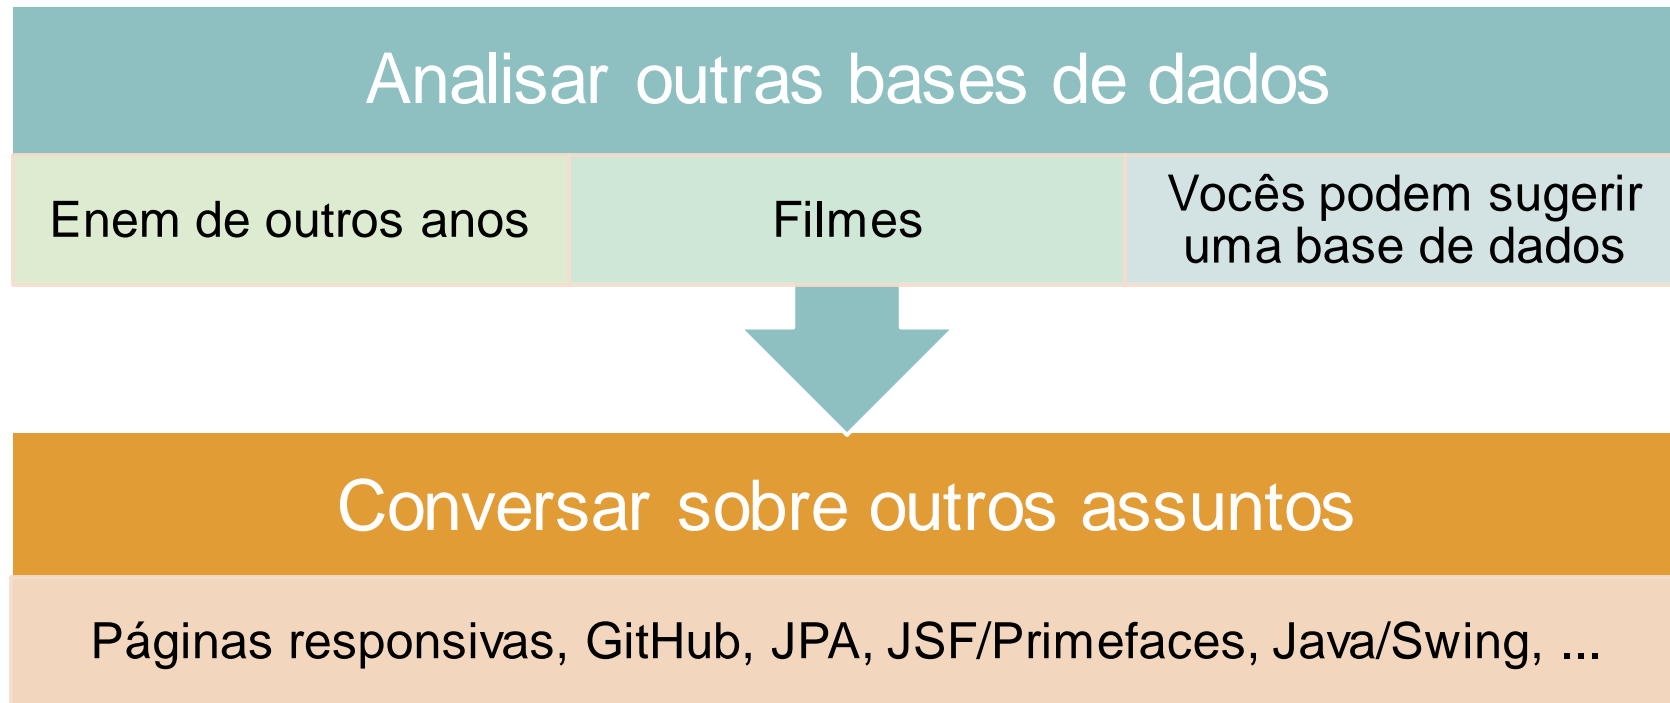 Analisar outras bases de dados
Enem de outros anos
Filmes
Vocês podem sugerir
uma base de dados
Conversar sobre outros assuntos
Páginas responsivas, GitHub, JPA, JSF/Primefaces, Java/Swing, ...